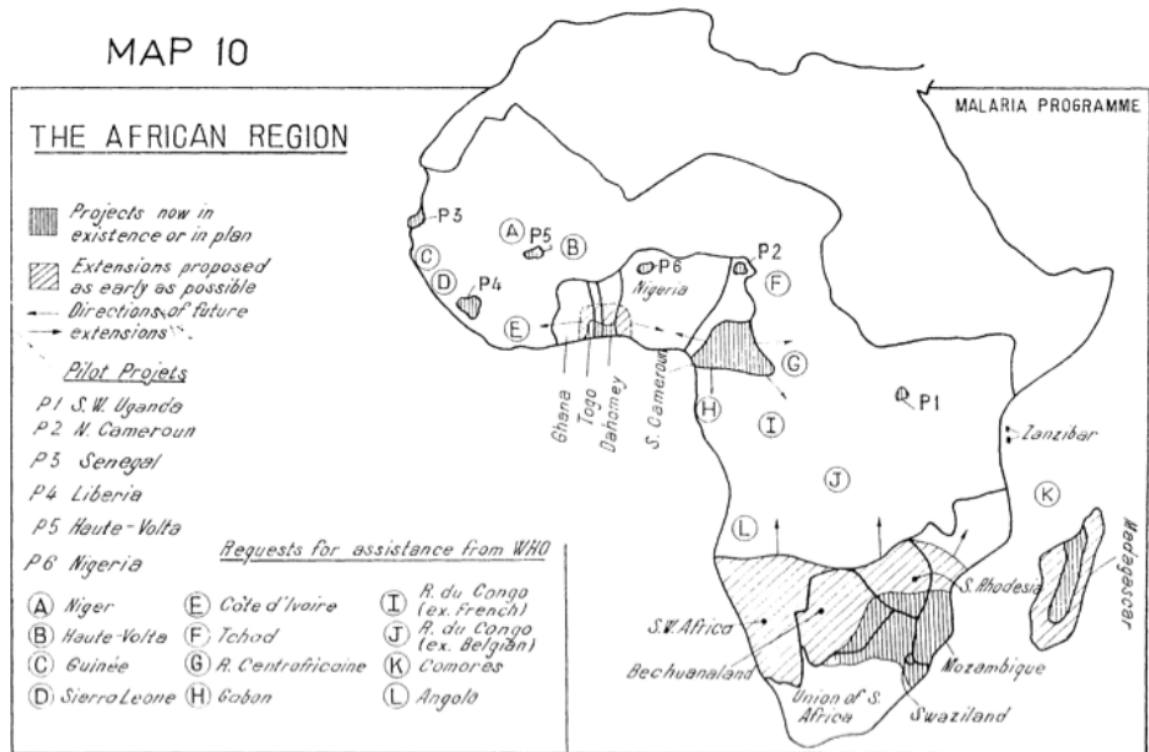 MAP 10
THE AFRICAN REGION
MALARIA PROGRAMME
Projects now in
existence or in plan
Extensions proposed
as early as possible
Directions of future
extensions
Pilot Projets
P1 S.W. Uganda
P2 N. Cameroun
P3 Senegal
P4 Liberia
P5 Haute-Volta
P6 Nigeria
Requests for assistance from WHO
A Niger
B Haute-Volta
C Guinée
D Sierra Leone
E Côte d'Ivoire
F Tchad
G R. Centrafricaine
H Gabon
I R. du Congo
(ex. French)
J R. du Congo
(ex. Belgian)
K Comores
L Angola
P3
A
P5
B
C
D
P4
E
P6
Nigeria
P2
F
Ghana
Togo
Dahomey
S. Cameroun
G
H
I
P1
Zanzibar
J
K
L
Madagascar
S. Rhodesia
S.W. Africa
Bechuanaland
Mozambique
Union of S.
Africa
Swaziland